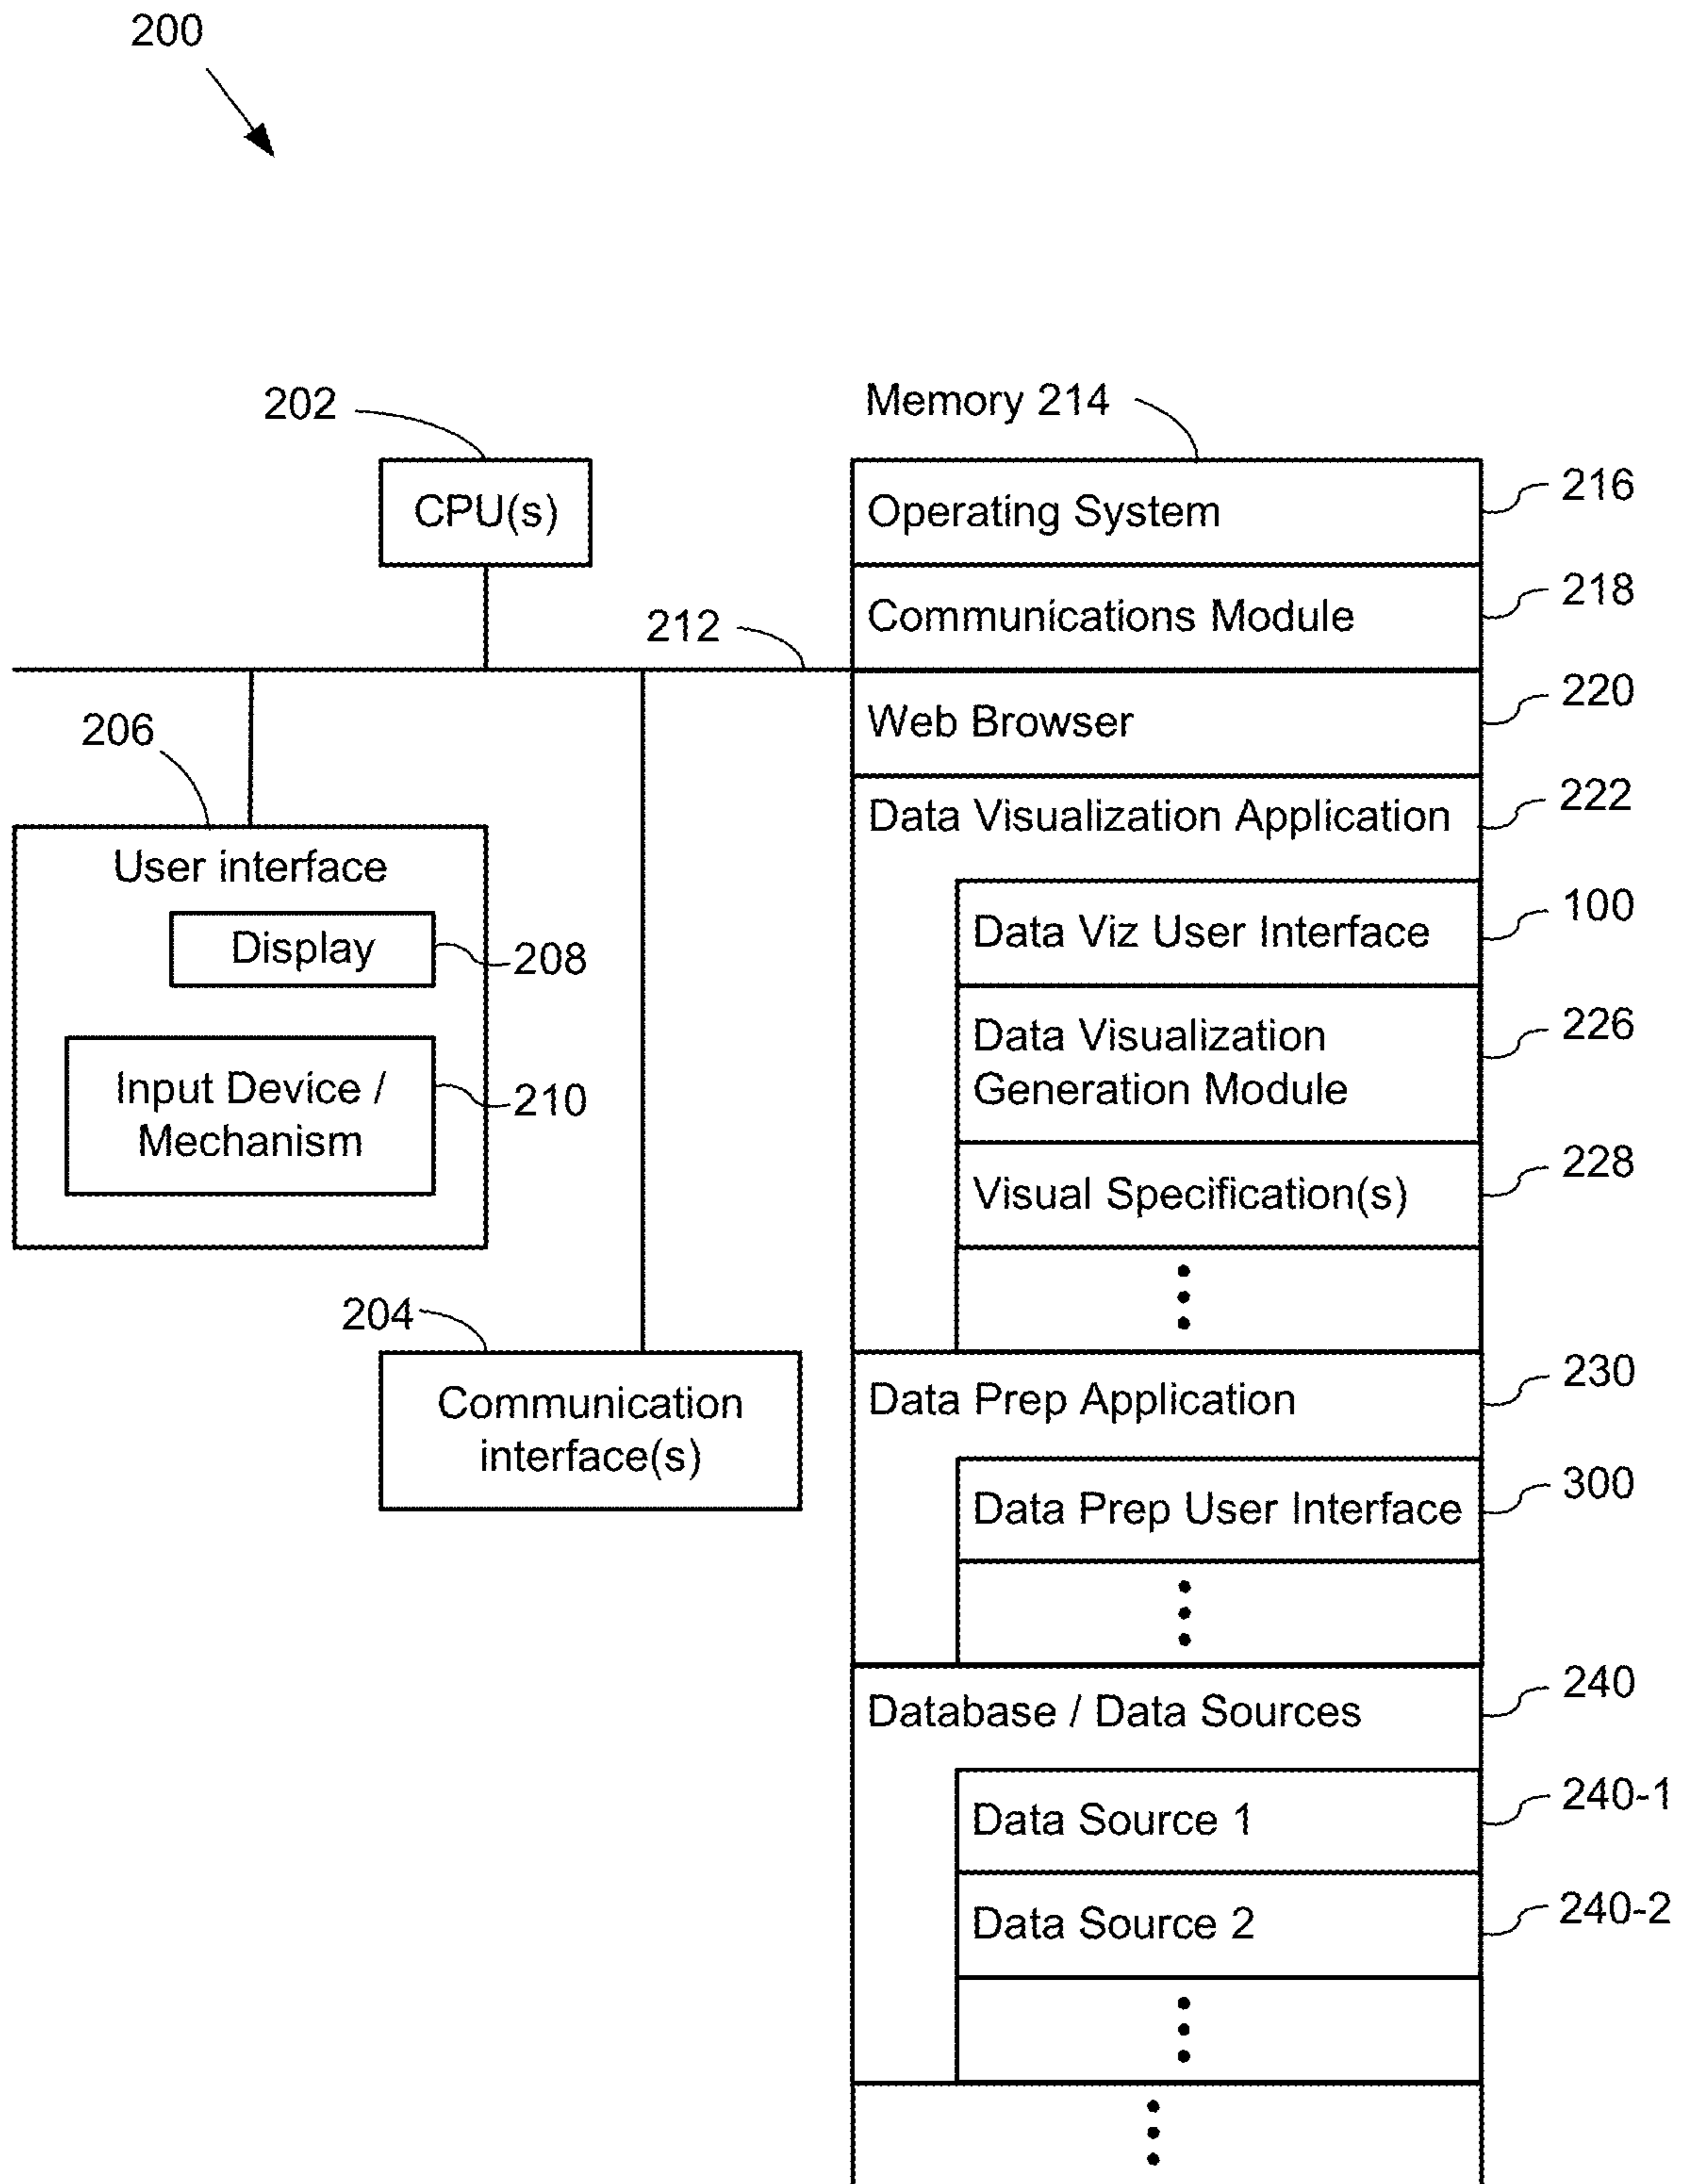 200
202
CPU(s)
212
206
User interface
Display
208
Input Device /
Mechanism
210
204
Communication
interface(s)
Memory 214
Operating System
216
Communications Module
218
Web Browser
220
Data Visualization Application
222
Data Viz User Interface
100
Data Visualization
Generation Module
226
Visual Specification(s)
228
Data Prep Application
230
Data Prep User Interface
300
Database / Data Sources
240
Data Source 1
240-1
Data Source 2
240-2